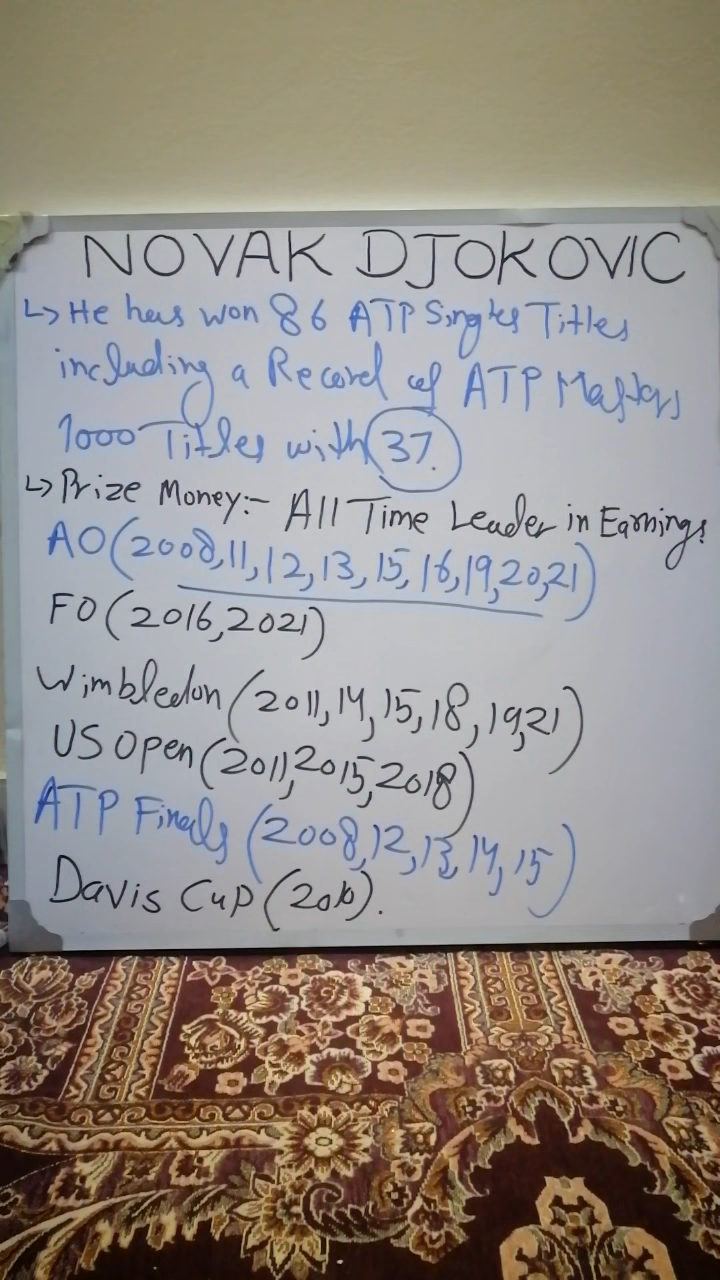 NOVAK DJOKOVIC
↳ He has won 86 ATP Singles Titles
including a Record of ATP Masters
1000 Titles with 37.
↳ Prize Money:- All Time Leader in Earnings.
AO (2008,11,12,13,15,16,19,20,21)
FO (2016,2021)
Wimbledon (2011,14,15,18,19,21)
US Open (2011,2015,2018)
ATP Finals (2008,12,13,14,15)
Davis Cup (2010).